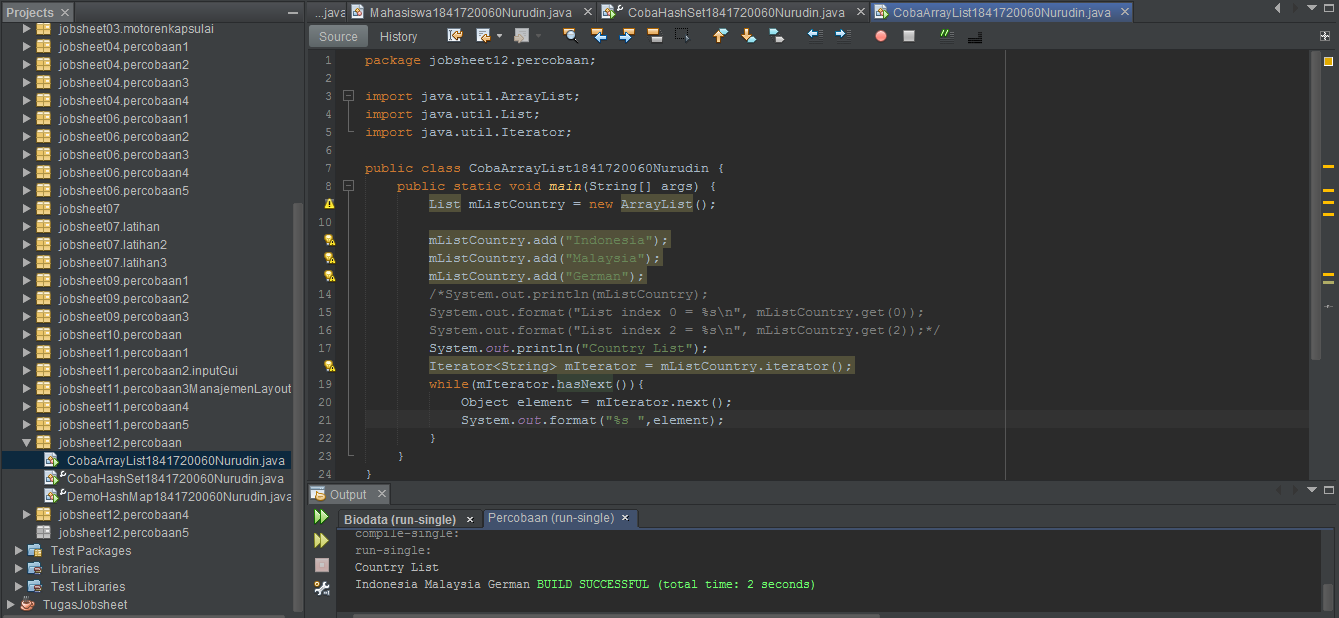 Projects
jobsheet03.motorenkapsulai
jobsheet04.percobaan1
jobsheet04.percobaan2
jobsheet04.percobaan3
jobsheet04.percobaan4
jobsheet06.percobaan1
jobsheet06.percobaan2
jobsheet06.percobaan3
jobsheet06.percobaan4
jobsheet06.percobaan5
jobsheet07
jobsheet07.latihan
jobsheet07.latihan2
jobsheet07.latihan3
jobsheet09.percobaan1
jobsheet09.percobaan2
jobsheet09.percobaan3
jobsheet10.percobaan
jobsheet11.percobaan1
jobsheet11.percobaan2.inputGui
jobsheet11.percobaan3ManajemenLayout
jobsheet11.percobaan4
jobsheet11.percobaan5
jobsheet12.percobaan
CobaArrayList1841720060Nurudin.java
CobaHashSet1841720060Nurudin.java
DemoHashMap1841720060Nurudin.java
jobsheet12.percobaan4
jobsheet12.percobaan5
Test Packages
Libraries
Test Libraries
TugasJobsheet
...java Mahasiswa1841720060Nurudin.java CobaHashSet1841720060Nurudin.java CobaArrayList1841720060Nurudin.java
Source History
1 package jobsheet12.percobaan;
2
3 import java.util.ArrayList;
4 import java.util.List;
5 import java.util.Iterator;
6
7 public class CobaArrayList1841720060Nurudin {
8 public static void main(String[] args) {
List mListCountry = new ArrayList();
10
mListCountry.add("Indonesia");
mListCountry.add("Malaysia");
mListCountry.add("German");
14 /*System.out.println(mListCountry);
15 System.out.format("List index 0 = %s\n", mListCountry.get(0));
16 System.out.format("List index 2 = %s\n", mListCountry.get(2));*/
17 System.out.println("Country List");
Iterator<String> mIterator = mListCountry.iterator();
19 while(mIterator.hasNext()){
20 Object element = mIterator.next();
21 System.out.format("%s ",element);
22 }
23 }
24 }
Output
Biodata (run-single) Percobaan (run-single)
compile-single:
run-single:
Country List
Indonesia Malaysia German BUILD SUCCESSFUL (total time: 2 seconds)